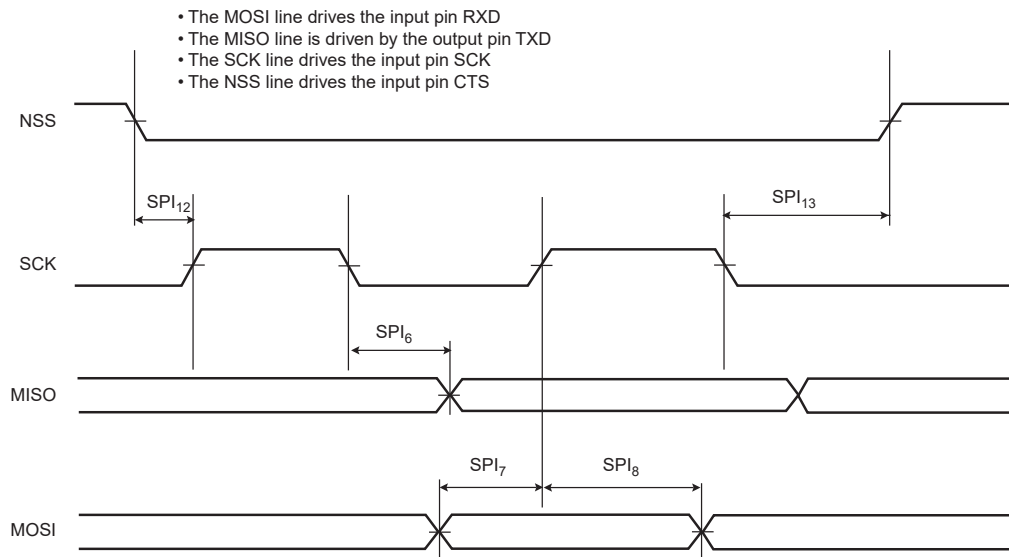 • The MOSI line drives the input pin RXD
• The MISO line is driven by the output pin TXD
• The SCK line drives the input pin SCK
• The NSS line drives the input pin CTS
NSS
SPI₁₂
SPI₁₃
SCK
SPI₆
MISO
SPI₇
SPI₈
MOSI